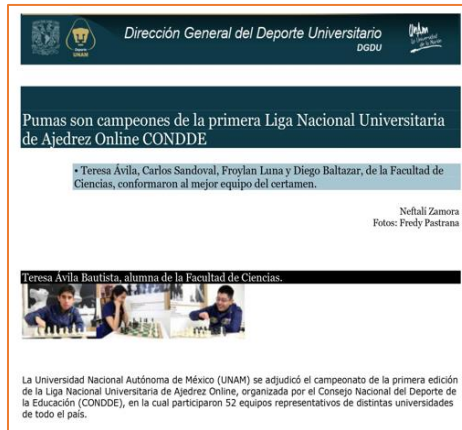 Dirección General del Deporte Universitario
DGDU
UNAM
Pumas son campeones de la primera Liga Nacional Universitaria
de Ajedrez Online CONDDE
• Teresa Ávila, Carlos Sandoval, Froylan Luna y Diego Baltazar, de la Facultad de
Ciencias, conformaron al mejor equipo del certamen.
Neftalí Zamora
Fotos: Fredy Pastrana
Teresa Ávila Bautista, alumna de la Facultad de Ciencias.
La Universidad Nacional Autónoma de México (UNAM) se adjudicó el campeonato de la primera edición
de la Liga Nacional Universitaria de Ajedrez Online, organizada por el Consejo Nacional del Deporte de
la Educación (CONDDE), en la cual participaron 52 equipos representativos de distintas universidades
de todo el país.